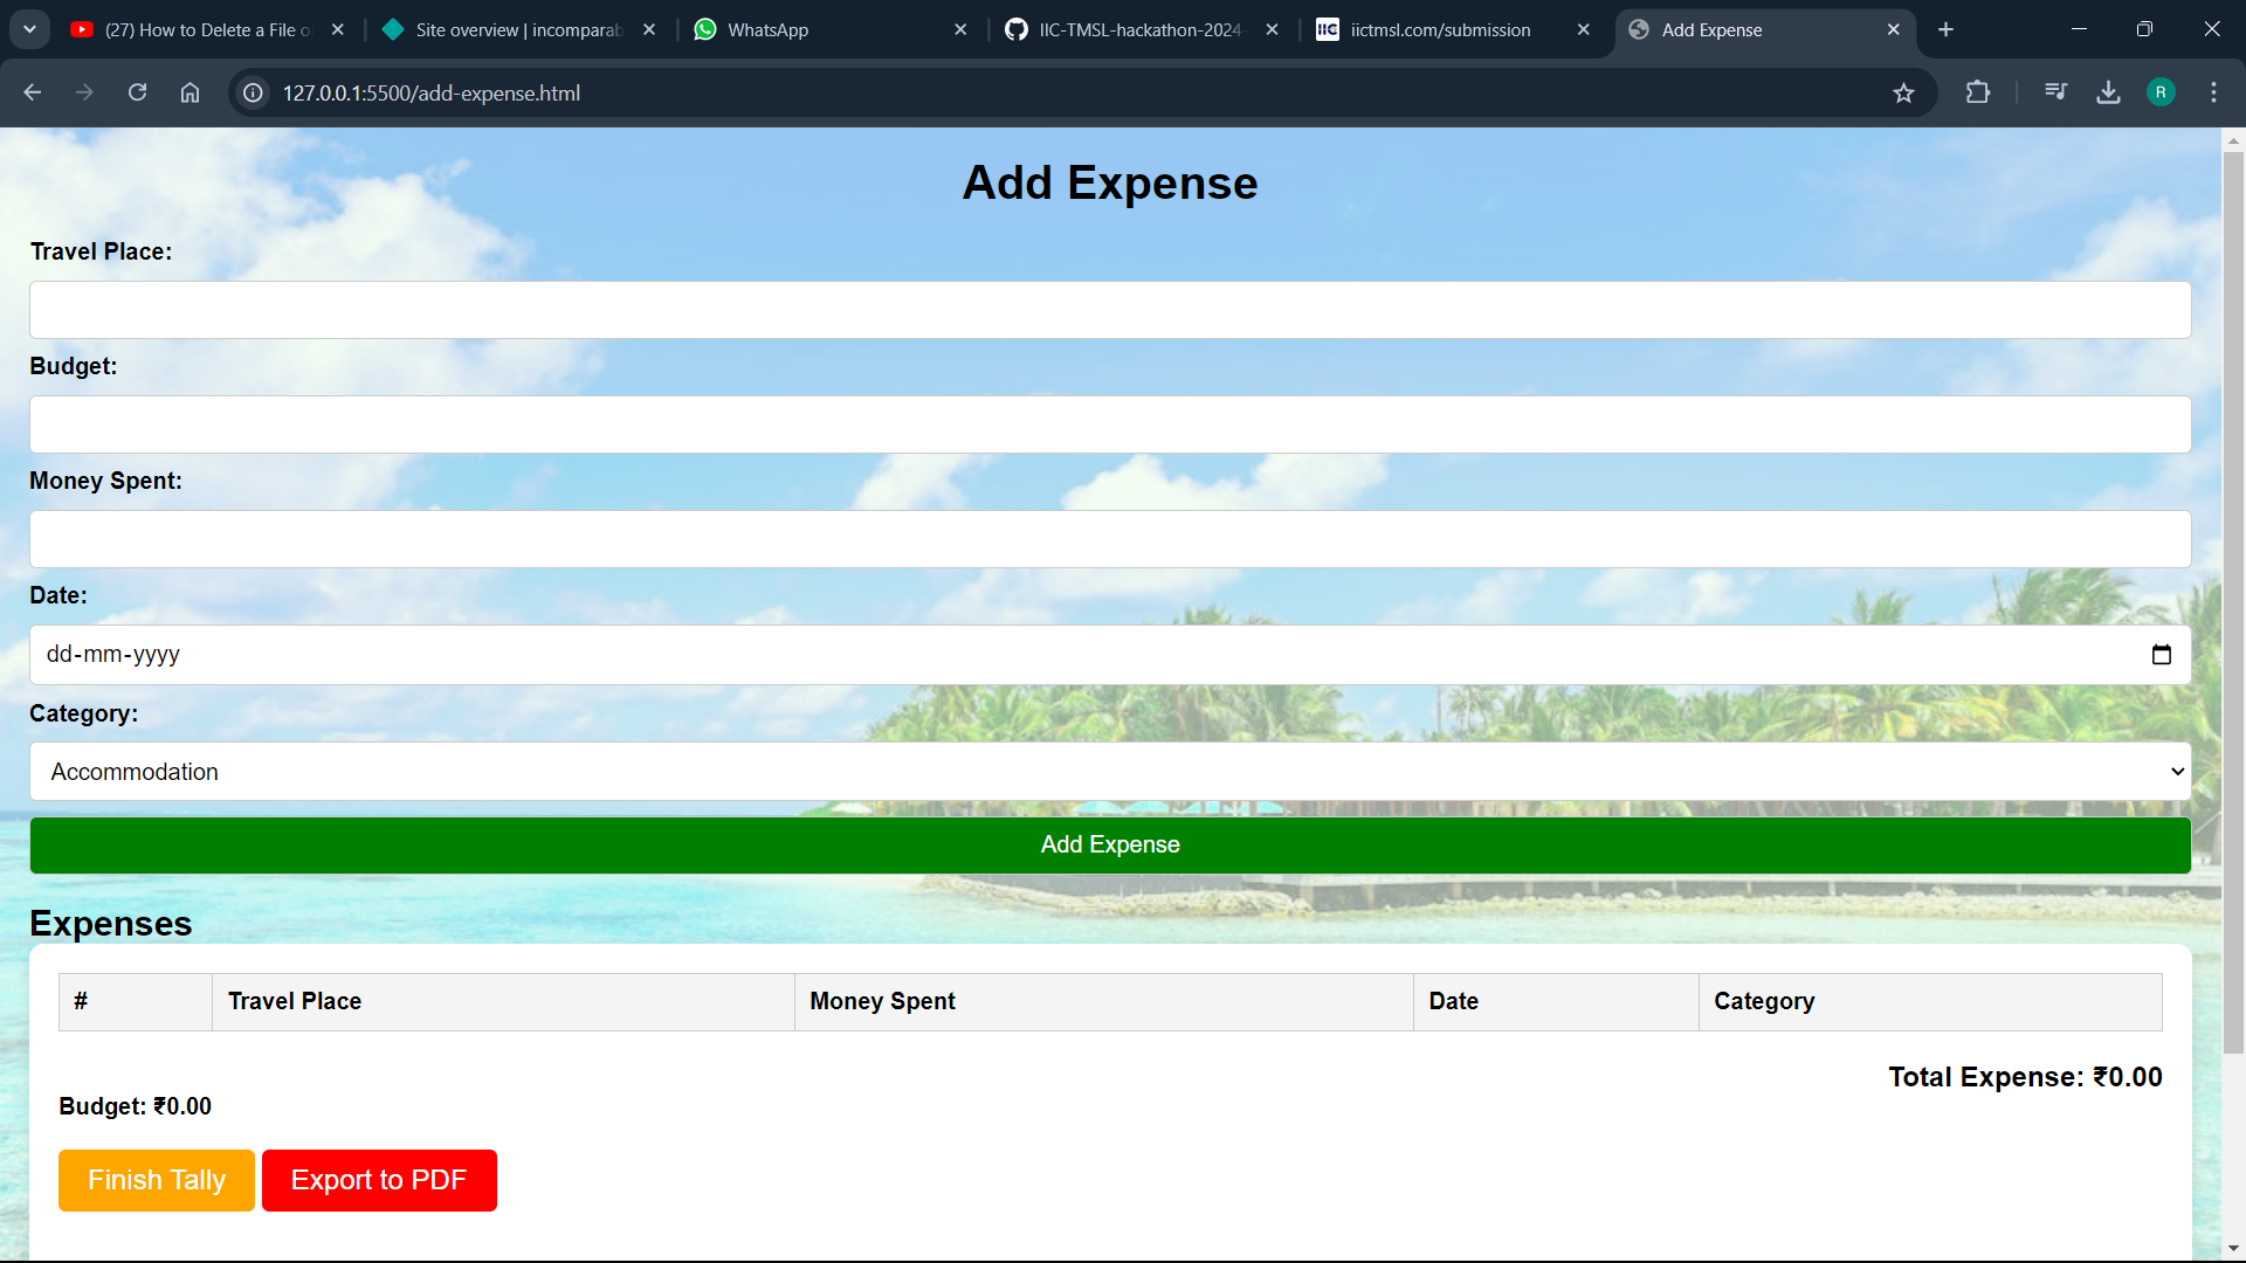 (27) How to Delete a File o
Site overview | incomparab
WhatsApp
IIC-TMSL-hackathon-2024-
IIC
iictmsl.com/submission
Add Expense
127.0.0.1:5500/add-expense.html
R
Add Expense
Travel Place:
Budget:
Money Spent:
Date:
dd-mm-yyyy
Category:
Accommodation
Add Expense
Expenses
# Travel Place Money Spent Date Category
Total Expense: ₹0.00
Budget: ₹0.00
Finish Tally Export to PDF